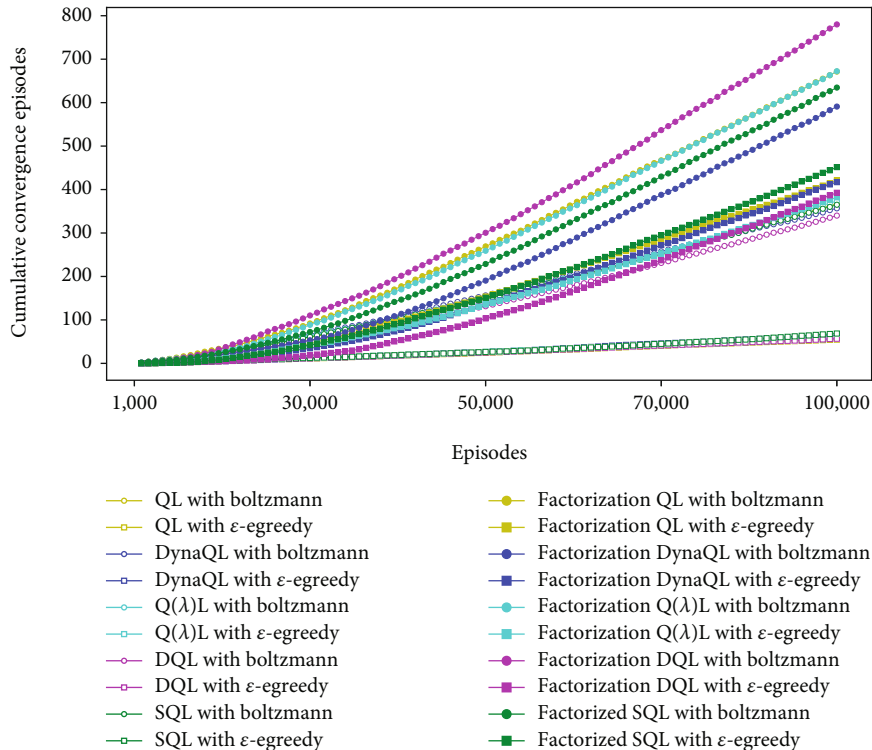 800
700
600
500
400
300
200
100
0
Cumulative convergence episodes
1,000 30,000 50,000 70,000 100,000
Episodes
QL with boltzmann
QL with ε-egreedy
DynaQL with boltzmann
DynaQL with ε-egreedy
Q(λ)L with boltzmann
Q(λ)L with ε-egreedy
DQL with boltzmann
DQL with ε-egreedy
SQL with boltzmann
SQL with ε-egreedy
Factorization QL with boltzmann
Factorization QL with ε-egreedy
Factorization DynaQL with boltzmann
Factorization DynaQL with ε-egreedy
Factorization Q(λ)L with boltzmann
Factorization Q(λ)L with ε-egreedy
Factorization DQL with boltzmann
Factorization DQL with ε-egreedy
Factorized SQL with boltzmann
Factorized SQL with ε-egreedy